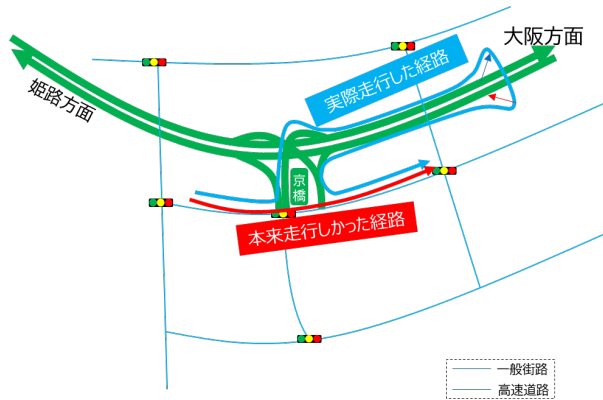 大阪方面
実際走行した経路
姫路方面
京橋
本来走行しかった経路
一般街路
高速道路